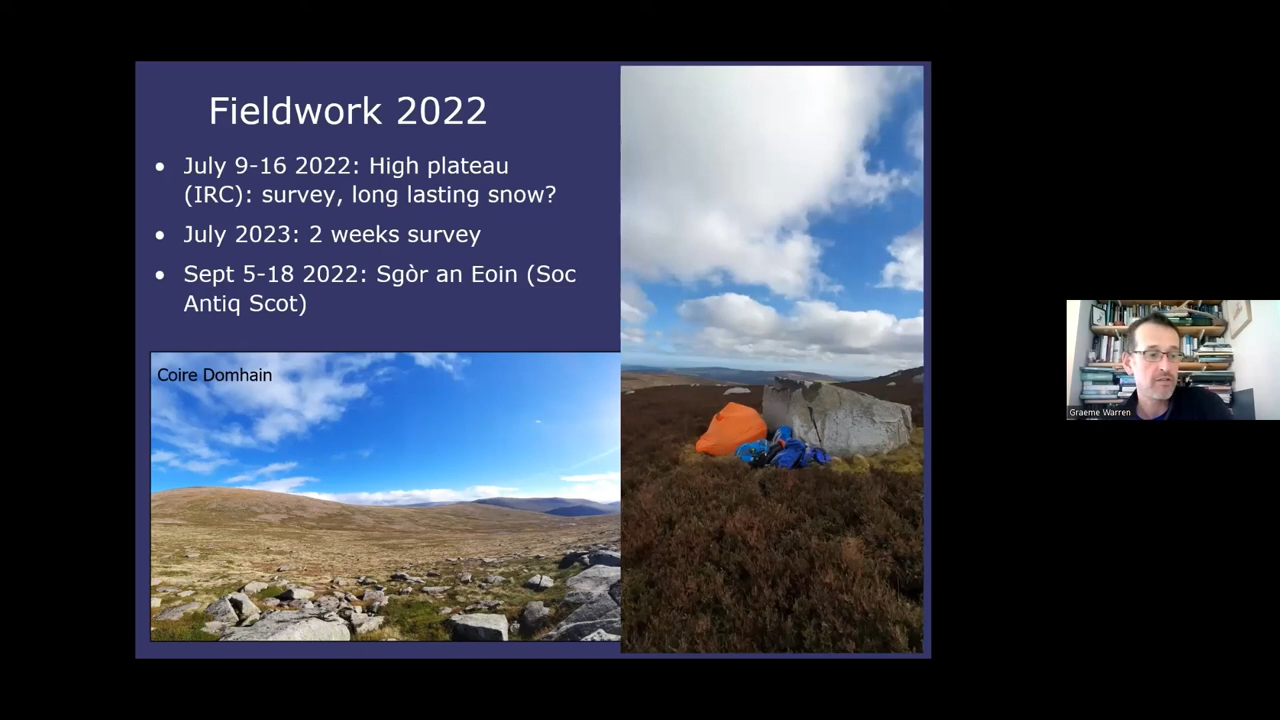 Fieldwork 2022
• July 9-16 2022: High plateau
(IRC): survey, long lasting snow?
• July 2023: 2 weeks survey
• Sept 5-18 2022: Sgòr an Eoin (Soc
Antiq Scot)
Coire Domhain
Graeme Warren